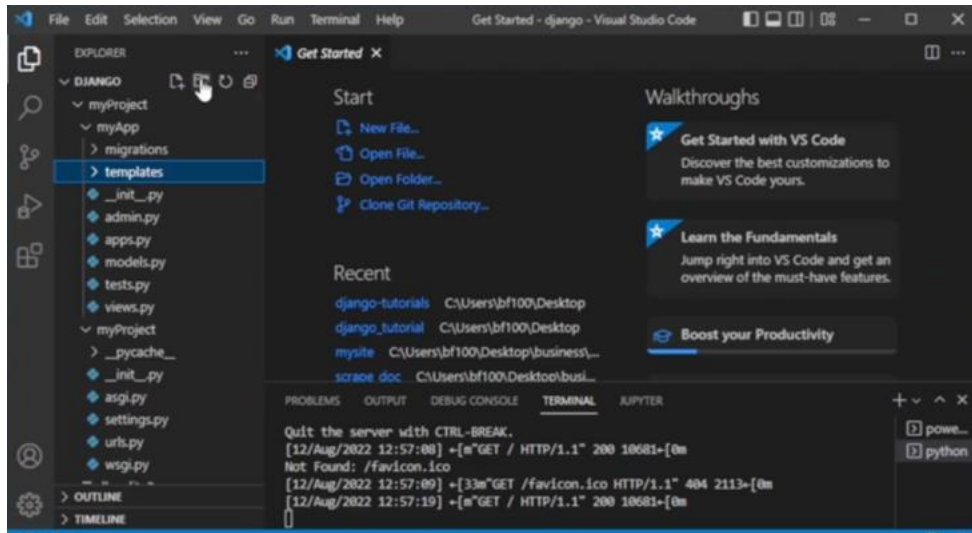 File Edit Selection View Go Run Terminal Help Get Started - django - Visual Studio Code
EXPLORER
DJANGO
myProject
myApp
migrations
templates
__init__.py
admin.py
apps.py
models.py
tests.py
views.py
myProject
__pycache__
__init__.py
asgi.py
settings.py
urls.py
wsgi.py
OUTLINE
TIMELINE
Get Started
Start
New File...
Open File...
Open Folder...
Clone Git Repository...
Recent
django-tutorials C:\Users\bf100\Desktop
django_tutorial C:\Users\bf100\Desktop
mysite C:\Users\bf100\Desktop\business\...
scrape doc C:\Users\bf100\Desktop\busi...
Walkthroughs
Get Started with VS Code
Discover the best customizations to
make VS Code yours.
Learn the Fundamentals
Jump right into VS Code and get an
overview of the must-have features.
Boost your Productivity
PROBLEMS OUTPUT DEBUG CONSOLE TERMINAL JUPYTER
Quit the server with CTRL-BREAK.
[12/Aug/2022 12:57:08] ←[m"GET / HTTP/1.1" 200 10681←[0m
Not Found: /favicon.ico
[12/Aug/2022 12:57:09] ←[33m"GET /favicon.ico HTTP/1.1" 404 2113←[0m
[12/Aug/2022 12:57:19] ←[m"GET / HTTP/1.1" 200 10681←[0m
powe...
python